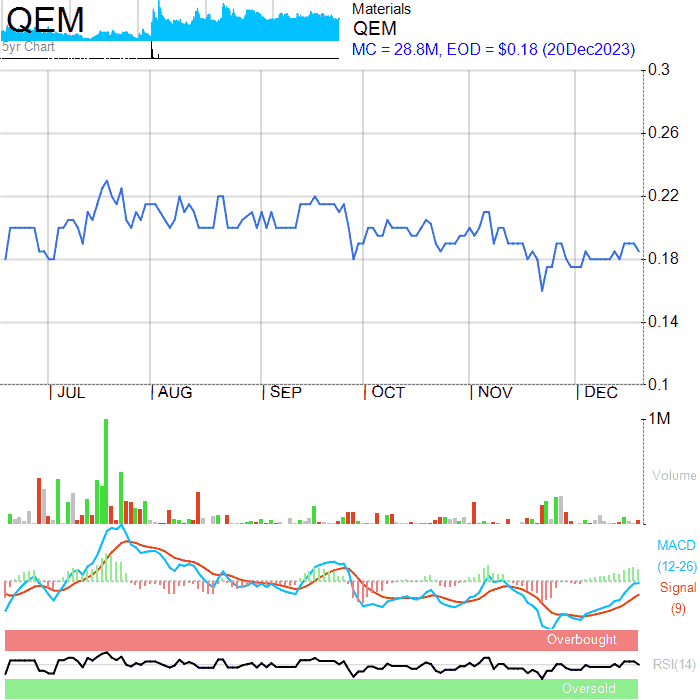 QEM
5yr Chart
Materials
QEM
MC = 28.8M, EOD = $0.18 (20Dec2023)
0.3
0.26
0.22
0.18
0.14
0.1
JUL AUG SEP OCT NOV DEC
1M
Volume
MACD
(12-26)
Signal
(9)
Overbought
RSI(14)
Oversold